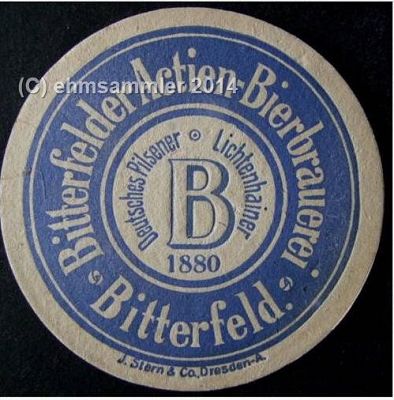 (C) ehmsammler 2014
Bitterfelder Action-Bierbrauerei
Bitterfeld.
Deutsches Pilsener
Lichtenhainer
B
1880
J. Stern & Co., Dresden-A.